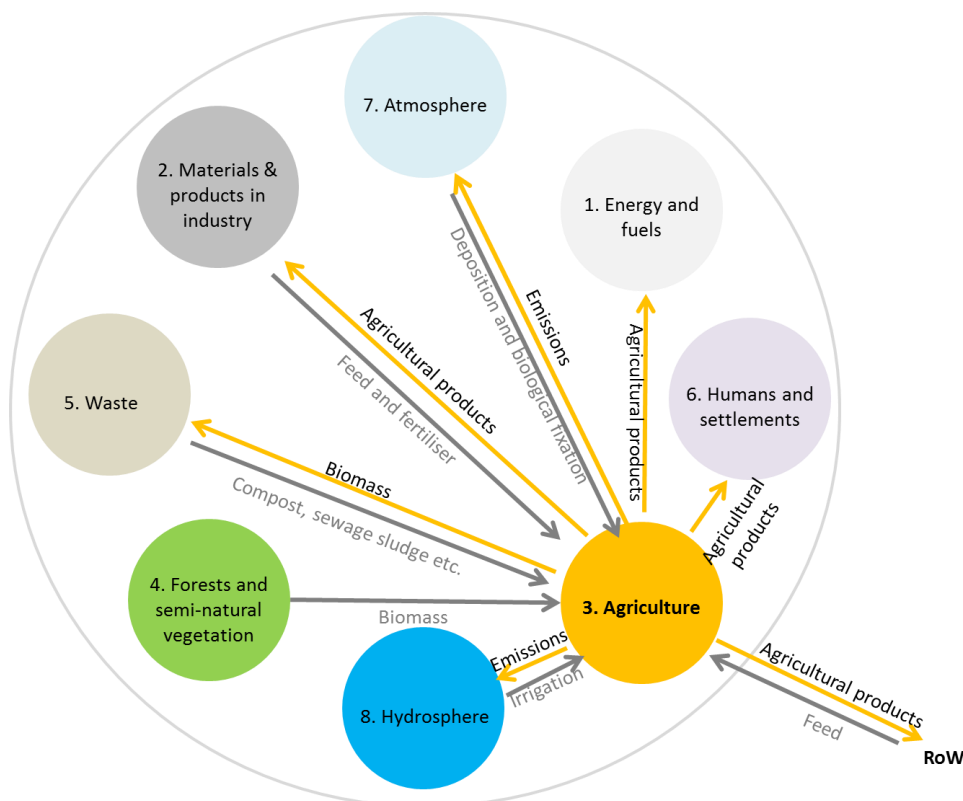 7. Atmosphere
2. Materials &
products in
industry
1. Energy and
fuels
Deposition and biological fixation
Emissions
Agricultural products
Feed and fertiliser
Agricultural products
6. Humans and
settlements
5. Waste
Biomass
Compost, sewage sludge etc.
Agricultural
products
4. Forests and
semi-natural
vegetation
Biomass
3. Agriculture
Emissions
Irrigation
8. Hydrosphere
Agricultural products
Feed
RoW